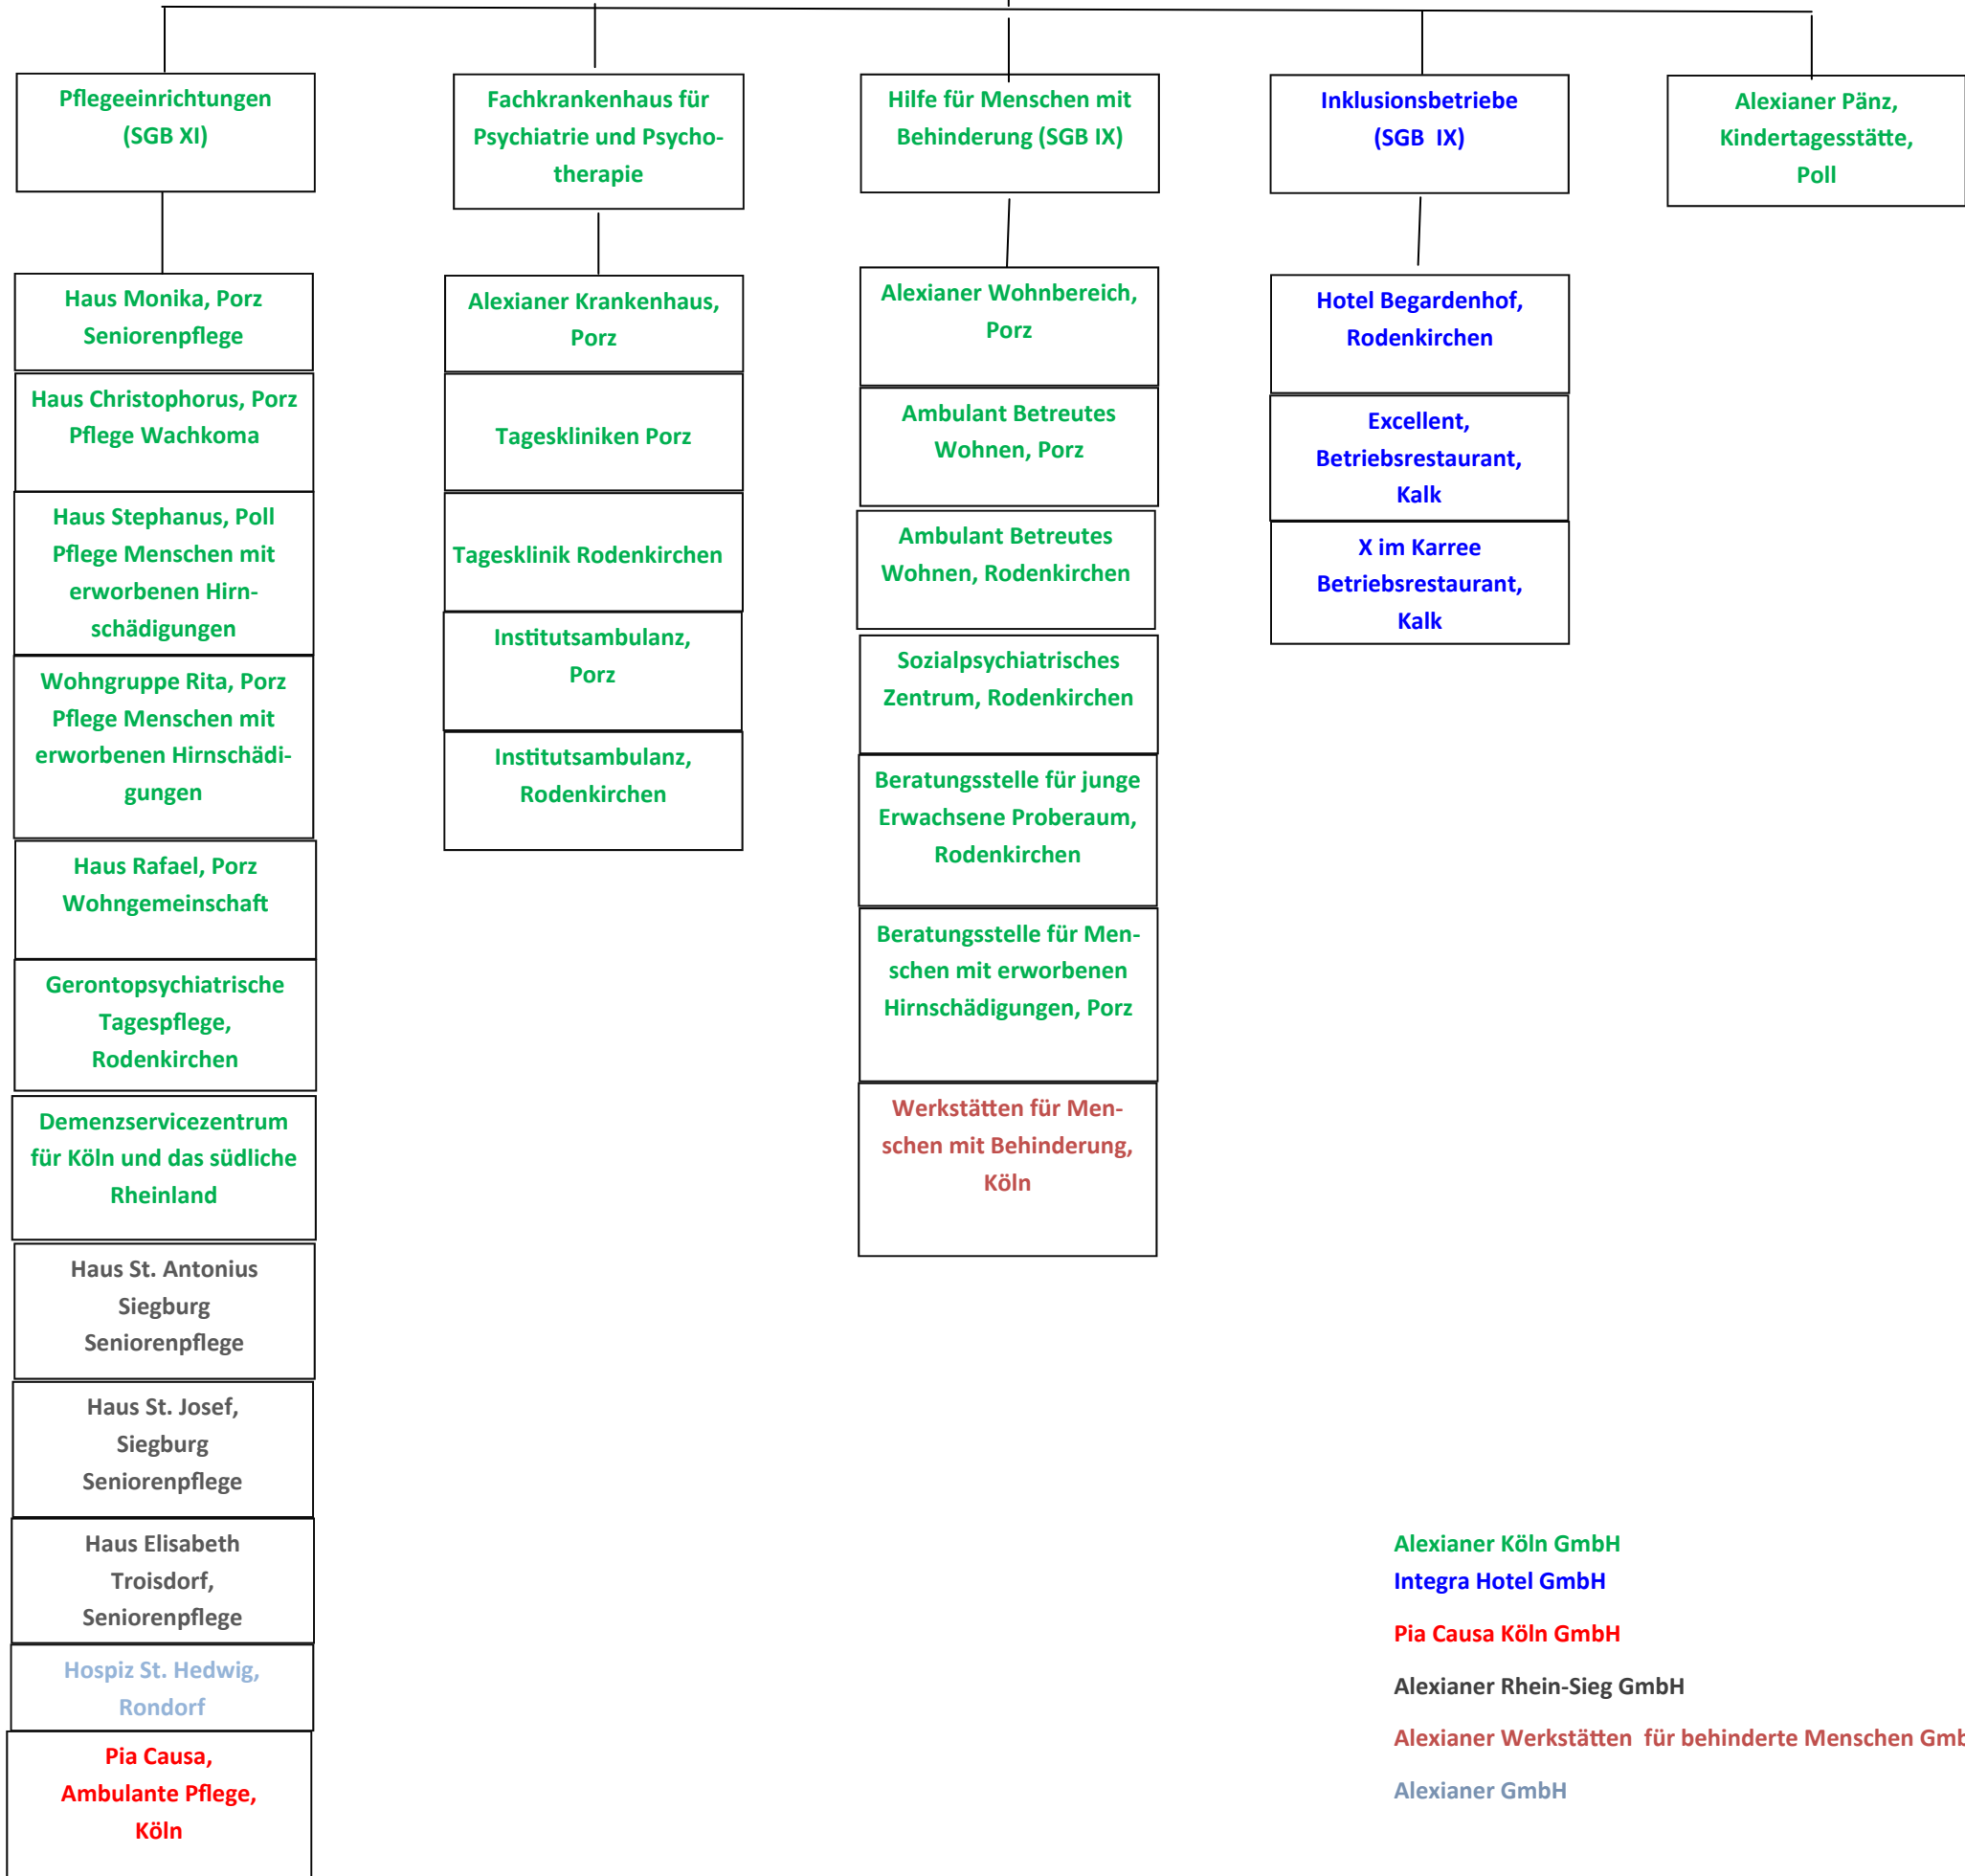 Pflegeeinrichtungen
(SGB XI)
Fachkrankenhaus für
Psychiatrie und Psycho-
therapie
Hilfe für Menschen mit
Behinderung (SGB IX)
Inklusionsbetriebe
(SGB  IX)
Alexianer Pänz,
Kindertagesstätte,
Poll
Haus Monika, Porz
Seniorenpflege
Haus Christophorus, Porz
Pflege Wachkoma
Haus Stephanus, Poll
Pflege Menschen mit
erworbenen Hirn-
schädigungen
Wohngruppe Rita, Porz
Pflege Menschen mit
erworbenen Hirnschädi-
gungen
Haus Rafael, Porz
Wohngemeinschaft
Gerontopsychiatrische
Tagespflege,
Rodenkirchen
Demenzservicezentrum
für Köln und das südliche
Rheinland
Haus St. Antonius
Siegburg
Seniorenpflege
Haus St. Josef,
Siegburg
Seniorenpflege
Haus Elisabeth
Troisdorf,
Seniorenpflege
Hospiz St. Hedwig,
Rondorf
Pia Causa,
Ambulante Pflege,
Köln
Alexianer Krankenhaus,
Porz
Tageskliniken Porz
Tagesklinik Rodenkirchen
Institutsambulanz,
Porz
Institutsambulanz,
Rodenkirchen
Alexianer Wohnbereich,
Porz
Ambulant Betreutes
Wohnen, Porz
Ambulant Betreutes
Wohnen, Rodenkirchen
Sozialpsychiatrisches
Zentrum, Rodenkirchen
Beratungsstelle für junge
Erwachsene Proberaum,
Rodenkirchen
Beratungsstelle für Men-
schen mit erworbenen
Hirnschädigungen, Porz
Werkstätten für Men-
schen mit Behinderung,
Köln
Hotel Begardenhof,
Rodenkirchen
Excellent,
Betriebsrestaurant,
Kalk
X im Karree
Betriebsrestaurant,
Kalk
Alexianer Köln GmbH
Integra Hotel GmbH
Pia Causa Köln GmbH
Alexianer Rhein-Sieg GmbH
Alexianer Werkstätten  für behinderte Menschen Gmb
Alexianer GmbH